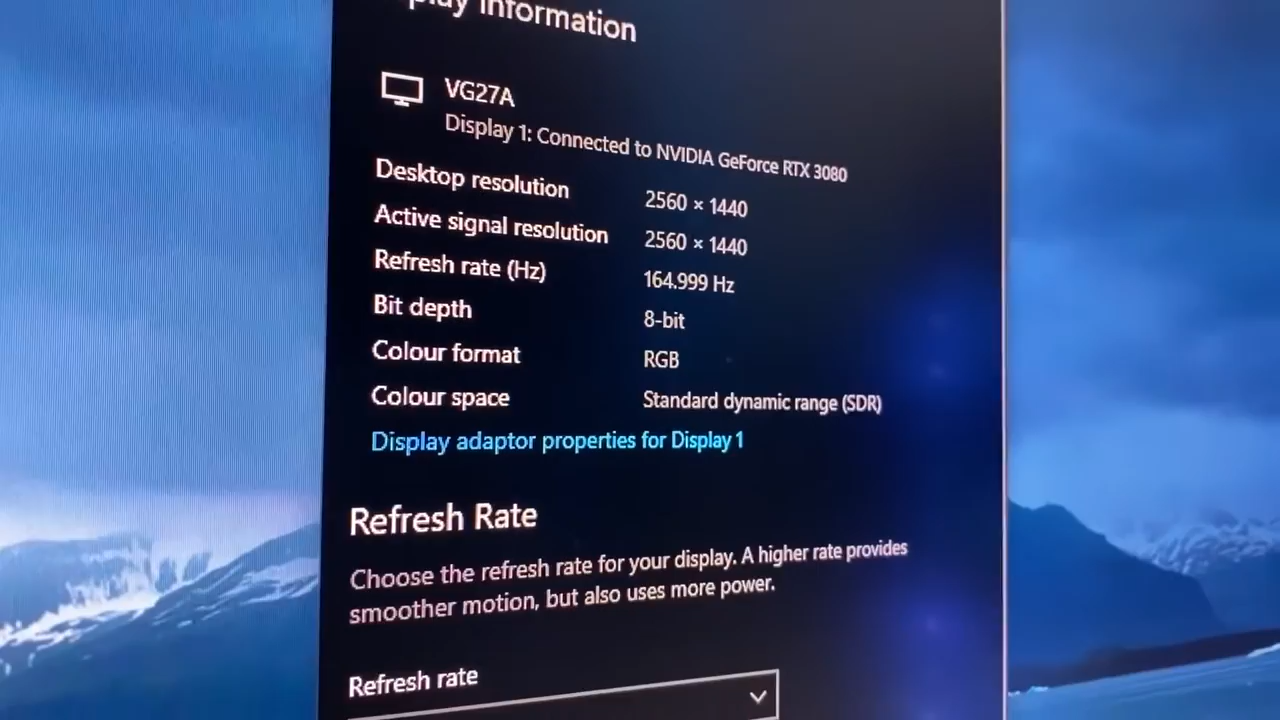 Information
VG27A
Display 1: Connected to NVIDIA GeForce RTX 3080
Desktop resolution 2560 × 1440
Active signal resolution 2560 × 1440
Refresh rate (Hz) 164.999 Hz
Bit depth 8-bit
Colour format RGB
Colour space Standard dynamic range (SDR)
Display adaptor properties for Display 1
Refresh Rate
Choose the refresh rate for your display. A higher rate provides
smoother motion, but also uses more power.
Refresh rate